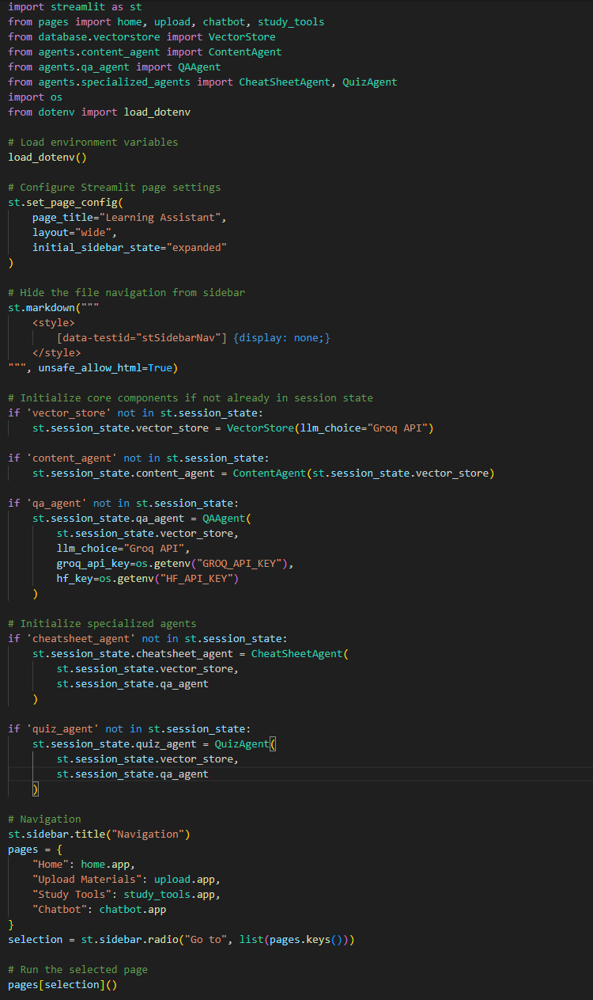 import streamlit as st
from pages import home, upload, chatbot, study_tools
from database.vectorstore import VectorStore
from agents.content_agent import ContentAgent
from agents.qa_agent import QAAgent
from agents.specialized_agents import CheatSheetAgent, QuizAgent
import os
from dotenv import load_dotenv

# Load environment variables
load_dotenv()

# Configure Streamlit page settings
st.set_page_config(
    page_title="Learning Assistant",
    layout="wide",
    initial_sidebar_state="expanded"
)

# Hide the file navigation from sidebar
st.markdown("""
    <style>
        [data-testid="stSidebarNav"] {display: none;}
    </style>
""", unsafe_allow_html=True)

# Initialize core components if not already in session state
if 'vector_store' not in st.session_state:
    st.session_state.vector_store = VectorStore(llm_choice="Groq API")

if 'content_agent' not in st.session_state:
    st.session_state.content_agent = ContentAgent(st.session_state.vector_store)

if 'qa_agent' not in st.session_state:
    st.session_state.qa_agent = QAAgent(
        st.session_state.vector_store,
        llm_choice="Groq API",
        groq_api_key=os.getenv("GROQ_API_KEY"),
        hf_key=os.getenv("HF_API_KEY")
    )

# Initialize specialized agents
if 'cheatsheet_agent' not in st.session_state:
    st.session_state.cheatsheet_agent = CheatSheetAgent(
        st.session_state.vector_store,
        st.session_state.qa_agent
    )

if 'quiz_agent' not in st.session_state:
    st.session_state.quiz_agent = QuizAgent(
        st.session_state.vector_store,
        st.session_state.qa_agent
    )

# Navigation
st.sidebar.title("Navigation")
pages = {
    "Home": home.app,
    "Upload Materials": upload.app,
    "Study Tools": study_tools.app,
    "Chatbot": chatbot.app
}
selection = st.sidebar.radio("Go to", list(pages.keys()))

# Run the selected page
pages[selection]()